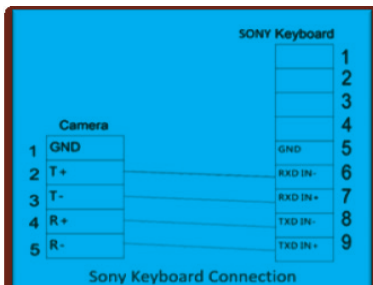 SONY Keyboard
1
2
3
4
Camera
1 GND
GND 5
2 T+
RXD IN- 6
3 T-
RXD IN+ 7
4 R+
TXD IN- 8
5 R-
TXD IN+ 9
Sony Keyboard Connection